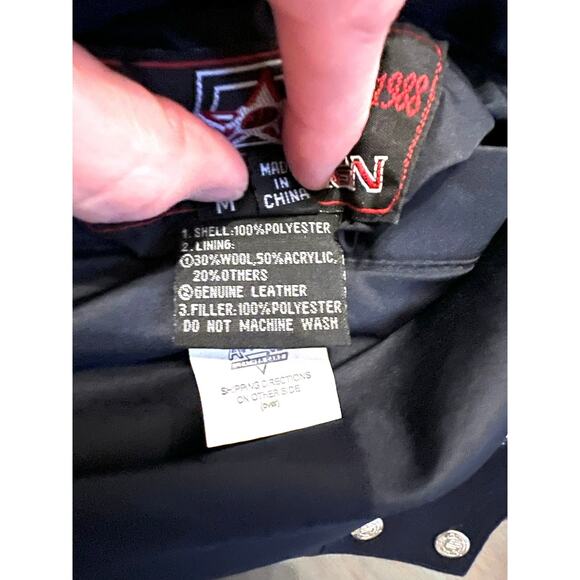 1988
M
MADE
IN
CHINA
1. SHELL:100%POLYESTER
2. LINING:
①30%WOOL,50%ACRYLIC,
20%OTHERS
②GENUINE LEATHER
3.FILLER:100%POLYESTER
DO NOT MACHINE WASH
SHIPPING DIRECTIONS
ON OTHER SIDE
(over)